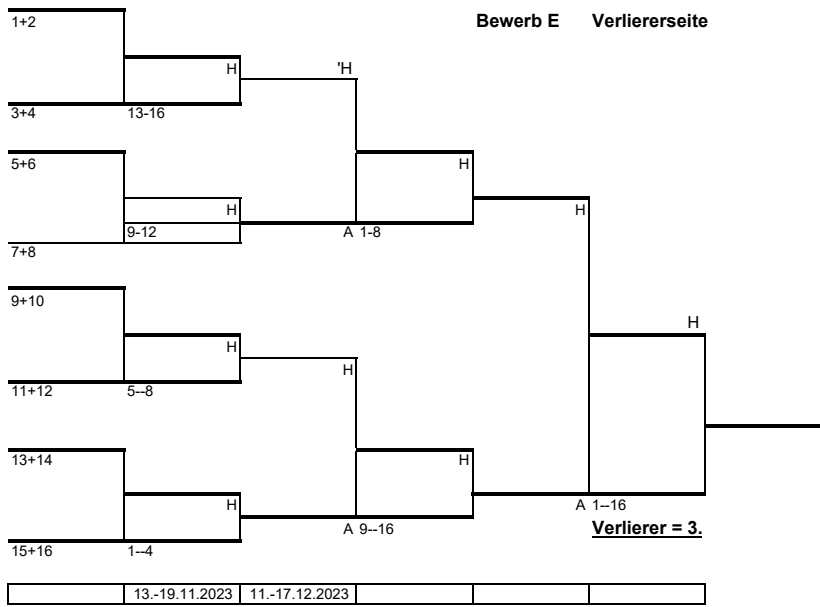 Bewerb E Verliererseite
1+2
H
'H
3+4 13-16
5+6
H
H
H
9-12
A 1-8
7+8
9+10
H
H
H
11+12 5--8
13+14
H
H
A 1--16
A 9--16
Verlierer = 3.
15+16 1--4
13.-19.11.2023 11.-17.12.2023